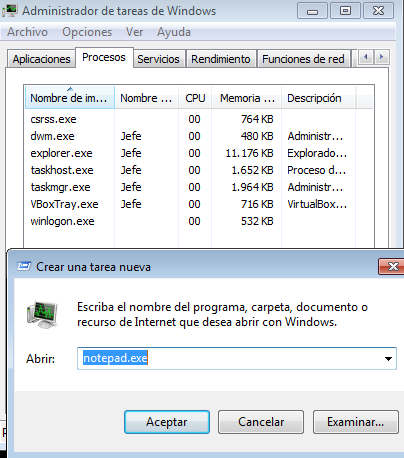 Administrador de tareas de Windows
Archivo Opciones Ver Ayuda
Aplicaciones Procesos Servicios Rendimiento Funciones de red
Nombre de im... Nombre ... CPU Memoria ... Descripción
csrss.exe 00 764 KB
dwm.exe Jefe 00 480 KB Administr...
explorer.exe Jefe 00 11.176 KB Explorado...
taskhost.exe Jefe 00 1.652 KB Proceso d...
taskmgr.exe Jefe 00 1.964 KB Administr...
VBoxTray.exe Jefe 00 716 KB VirtualBox...
winlogon.exe 00 532 KB
Crear una tarea nueva
Escriba el nombre del programa, carpeta, documento o
recurso de Internet que desea abrir con Windows.
Abrir: notepad.exe
Aceptar Cancelar Examinar...